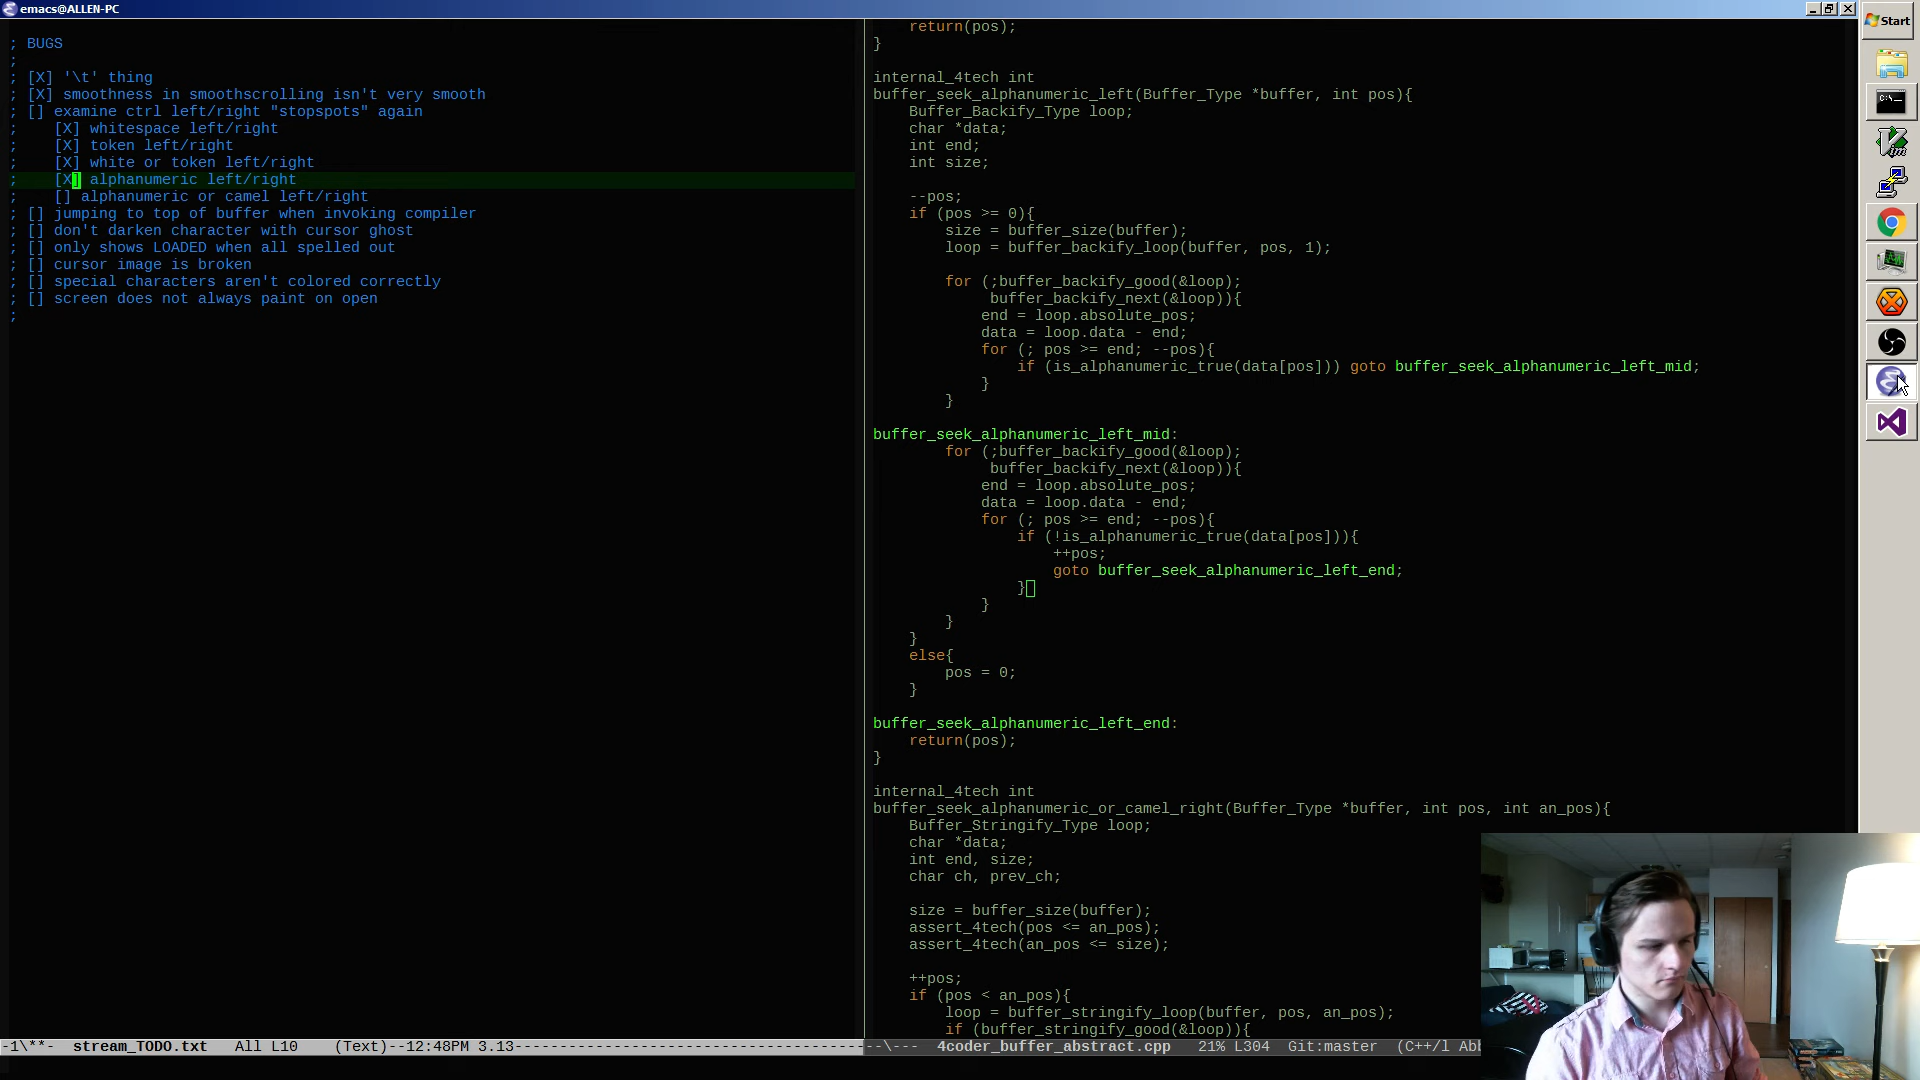 emacs@ALLEN-PC
; BUGS
;
; [X] '\t' thing
; [X] smoothness in smoothscrolling isn't very smooth
; [] examine ctrl left/right "stopspots" again
;    [X] whitespace left/right
;    [X] token left/right
;    [X] white or token left/right
;    [X] alphanumeric left/right
;    [] alphanumeric or camel left/right
; [] jumping to top of buffer when invoking compiler
; [] don't darken character with cursor ghost
; [] only shows LOADED when all spelled out
; [] cursor image is broken
; [] special characters aren't colored correctly
; [] screen does not always paint on open
;
-1\**-  stream_TODO.txt   All L10    (Text)--12:48PM 3.13
    return(pos);
}
internal_4tech int
buffer_seek_alphanumeric_left(Buffer_Type *buffer, int pos){
    Buffer_Backify_Type loop;
    char *data;
    int end;
    int size;
    --pos;
    if (pos >= 0){
        size = buffer_size(buffer);
        loop = buffer_backify_loop(buffer, pos, 1);
        for (;buffer_backify_good(&loop);
             buffer_backify_next(&loop)){
            end = loop.absolute_pos;
            data = loop.data - end;
            for (; pos >= end; --pos){
                if (is_alphanumeric_true(data[pos])) goto buffer_seek_alphanumeric_left_mid;
            }
        }
buffer_seek_alphanumeric_left_mid:
        for (;buffer_backify_good(&loop);
             buffer_backify_next(&loop)){
            end = loop.absolute_pos;
            data = loop.data - end;
            for (; pos >= end; --pos){
                if (!is_alphanumeric_true(data[pos])){
                    ++pos;
                    goto buffer_seek_alphanumeric_left_end;
                }
            }
        }
    }
    else{
        pos = 0;
    }
buffer_seek_alphanumeric_left_end:
    return(pos);
}
internal_4tech int
buffer_seek_alphanumeric_or_camel_right(Buffer_Type *buffer, int pos, int an_pos){
    Buffer_Stringify_Type loop;
    char *data;
    int end, size;
    char ch, prev_ch;
    size = buffer_size(buffer);
    assert_4tech(pos <= an_pos);
    assert_4tech(an_pos <= size);
    ++pos;
    if (pos < an_pos){
        loop = buffer_stringify_loop(buffer, pos, an_pos);
        if (buffer_stringify_good(&loop)){
--\---  4coder_buffer_abstract.cpp   21% L304  Git:master  (C++/l Abb
Start
C:\_
Vim